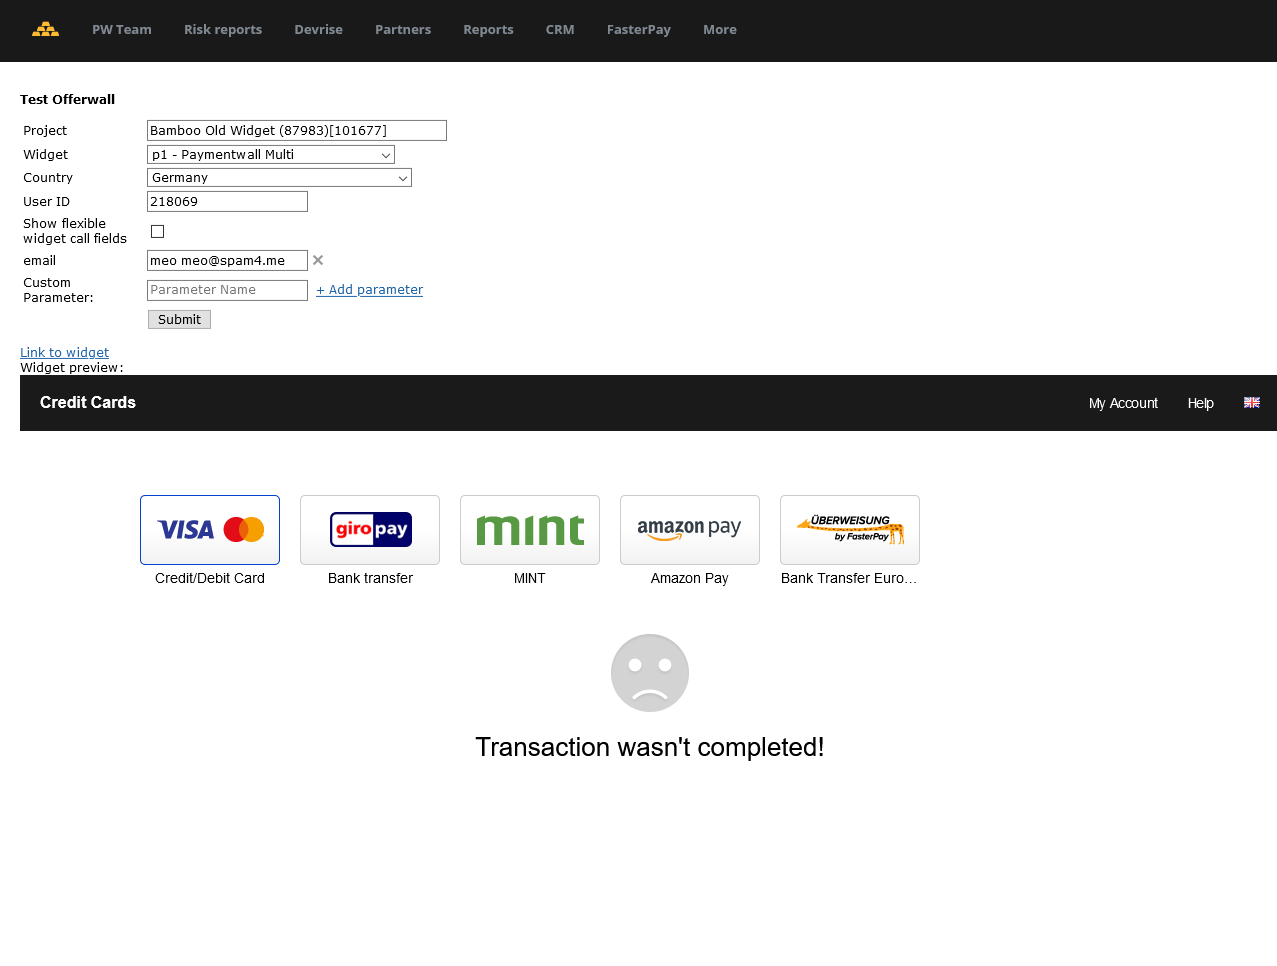 PW Team Risk reports Devrise Partners Reports CRM FasterPay More
Test Offerwall
Project Bamboo Old Widget (87983)[101677]
Widget p1 - Paymentwall Multi
Country Germany
User ID 218069
Show flexible
widget call fields
email meo meo@spam4.me
Custom
Parameter: Parameter Name + Add parameter
Submit
Link to widget
Widget preview:
Credit Cards My Account Help
VISA giropay mint amazon pay ÜBERWEISUNG
by FasterPay
Credit/Debit Card Bank transfer MINT Amazon Pay Bank Transfer Euro...
Transaction wasn't completed!